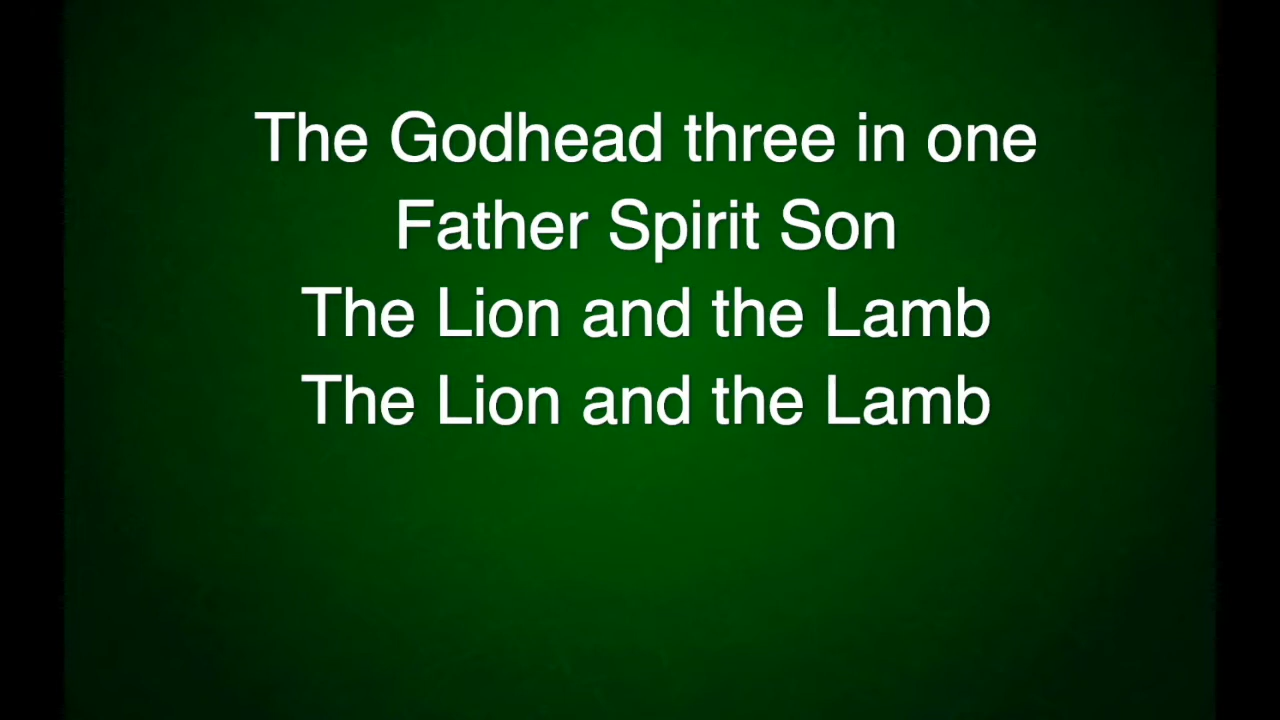 The Godhead three in one
Father Spirit Son
The Lion and the Lamb
The Lion and the Lamb